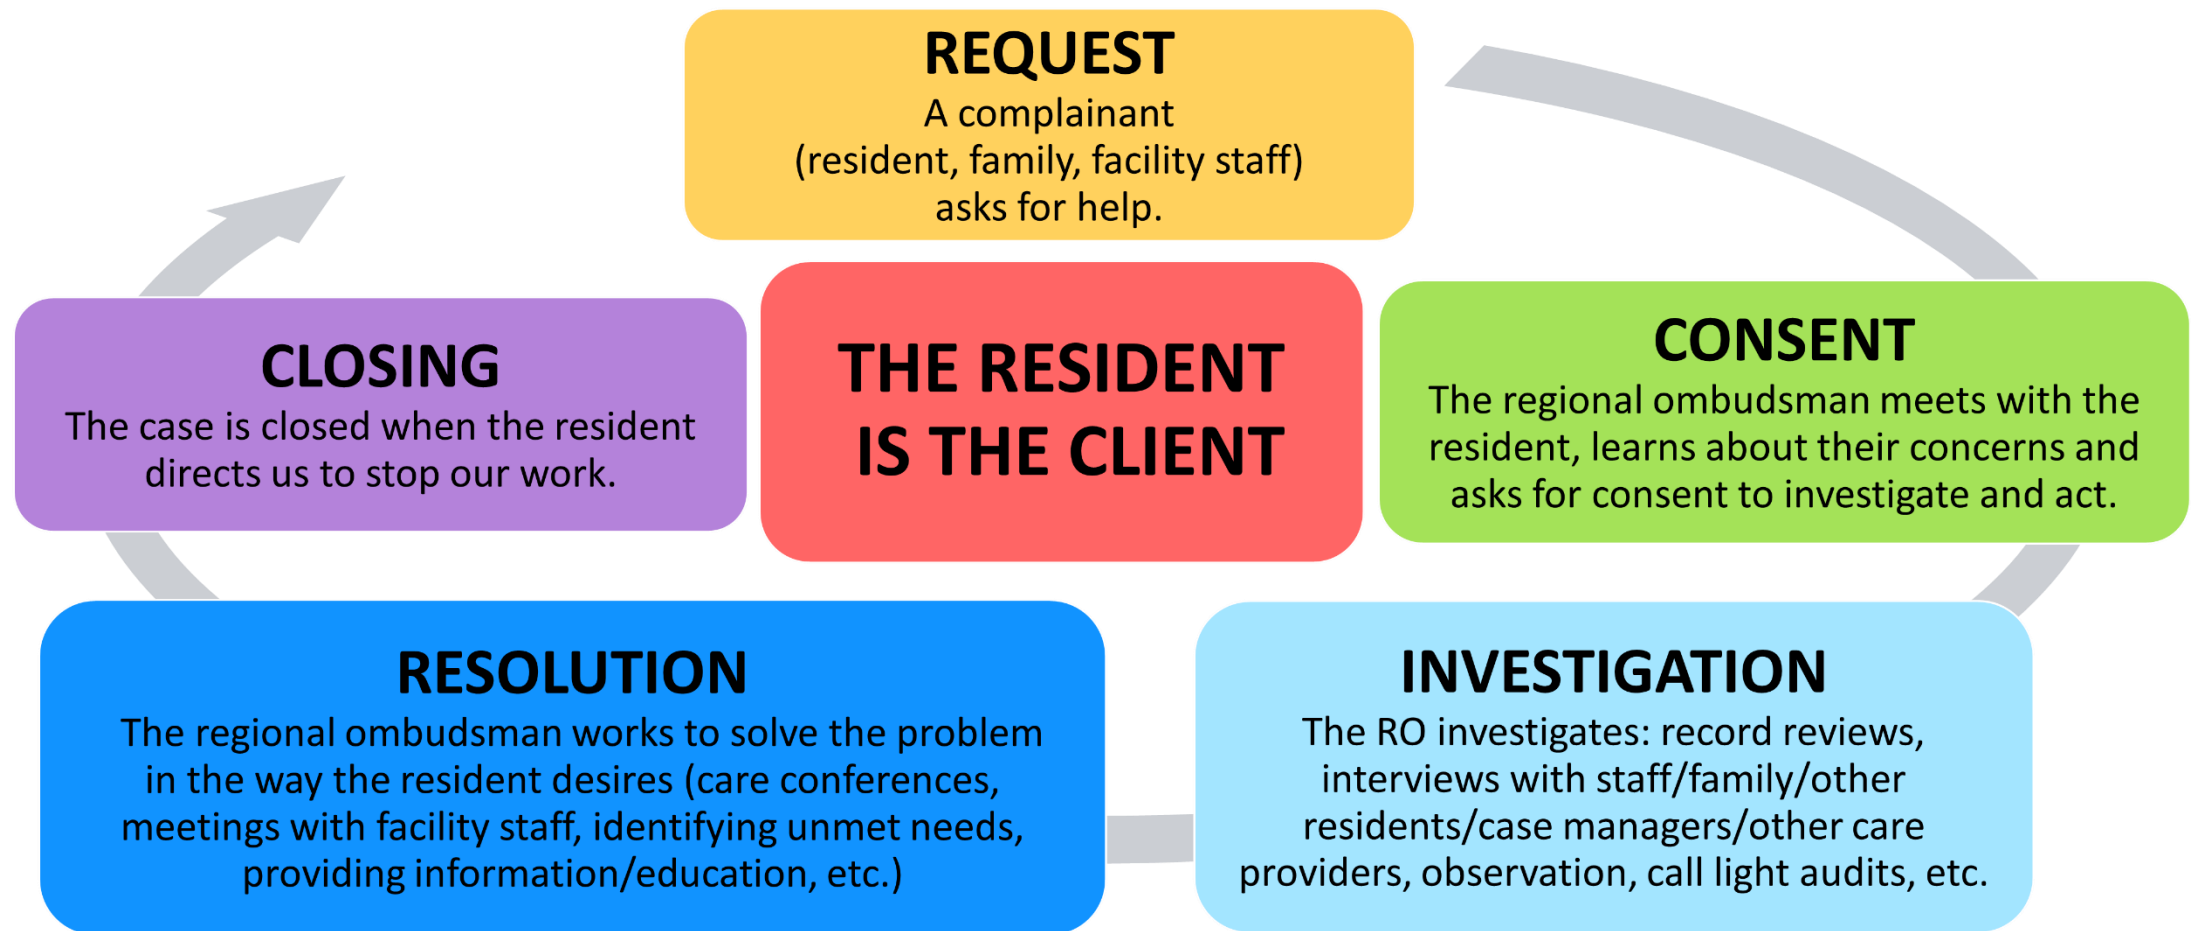 REQUEST
A complainant
(resident, family, facility staff)
asks for help.
THE RESIDENT
IS THE CLIENT
CONSENT
The regional ombudsman meets with the
resident, learns about their concerns and
asks for consent to investigate and act.
INVESTIGATION
The RO investigates: record reviews,
interviews with staff/family/other
residents/case managers/other care
providers, observation, call light audits, etc.
RESOLUTION
The regional ombudsman works to solve the problem
in the way the resident desires (care conferences,
meetings with facility staff, identifying unmet needs,
providing information/education, etc.)
CLOSING
The case is closed when the resident
directs us to stop our work.